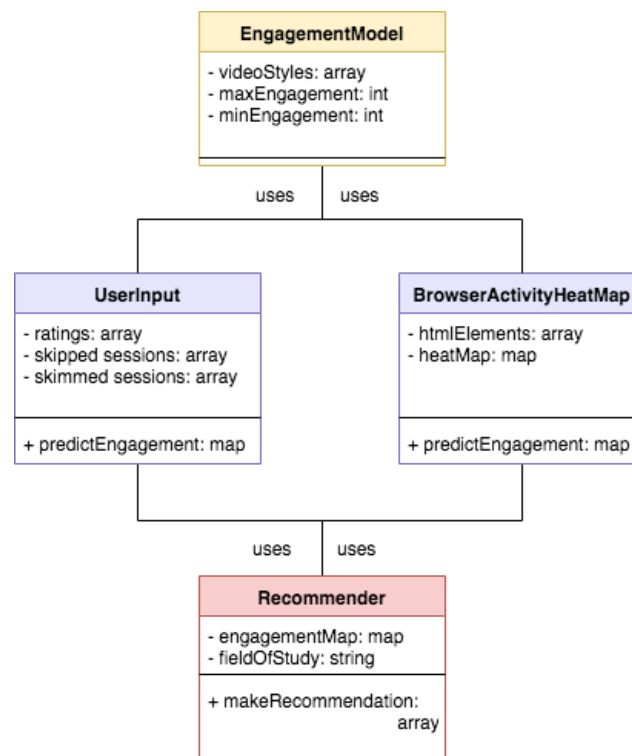 EngagementModel
- videoStyles: array
- maxEngagement: int
- minEngagement: int
uses uses
UserInput
- ratings: array
- skipped sessions: array
- skimmed sessions: array
+ predictEngagement: map
BrowserActivityHeatMap
- htmlElements: array
- heatMap: map
+ predictEngagement: map
uses uses
Recommender
- engagementMap: map
- fieldOfStudy: string
+ makeRecommendation:
array